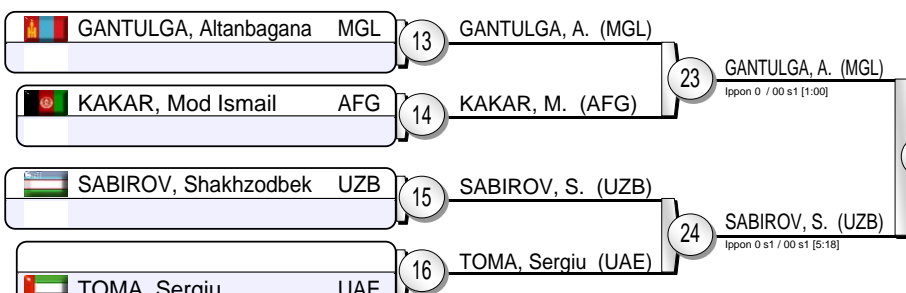 GANTULGA, Altanbagana MGL
13
GANTULGA, A. (MGL)
23
GANTULGA, A. (MGL)
Ippon 0 / 00 s1 [1:00]
KAKAR, Mod Ismail AFG
14
KAKAR, M. (AFG)
SABIROV, Shakhzodbek UZB
15
SABIROV, S. (UZB)
24
SABIROV, S. (UZB)
Ippon 0 s1 / 00 s1 [5:18]
TOMA, Sergiu UAE
16
TOMA, Sergiu (UAE)